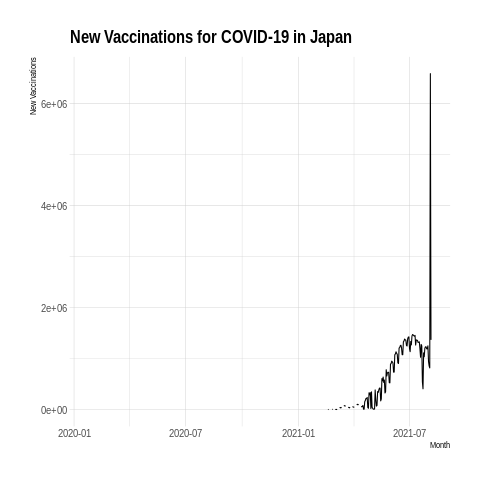 New Vaccinations for COVID-19 in Japan
New Vaccinations
6e+06
4e+06
2e+06
0e+00
2020-01 2020-07 2021-01 2021-07
Month